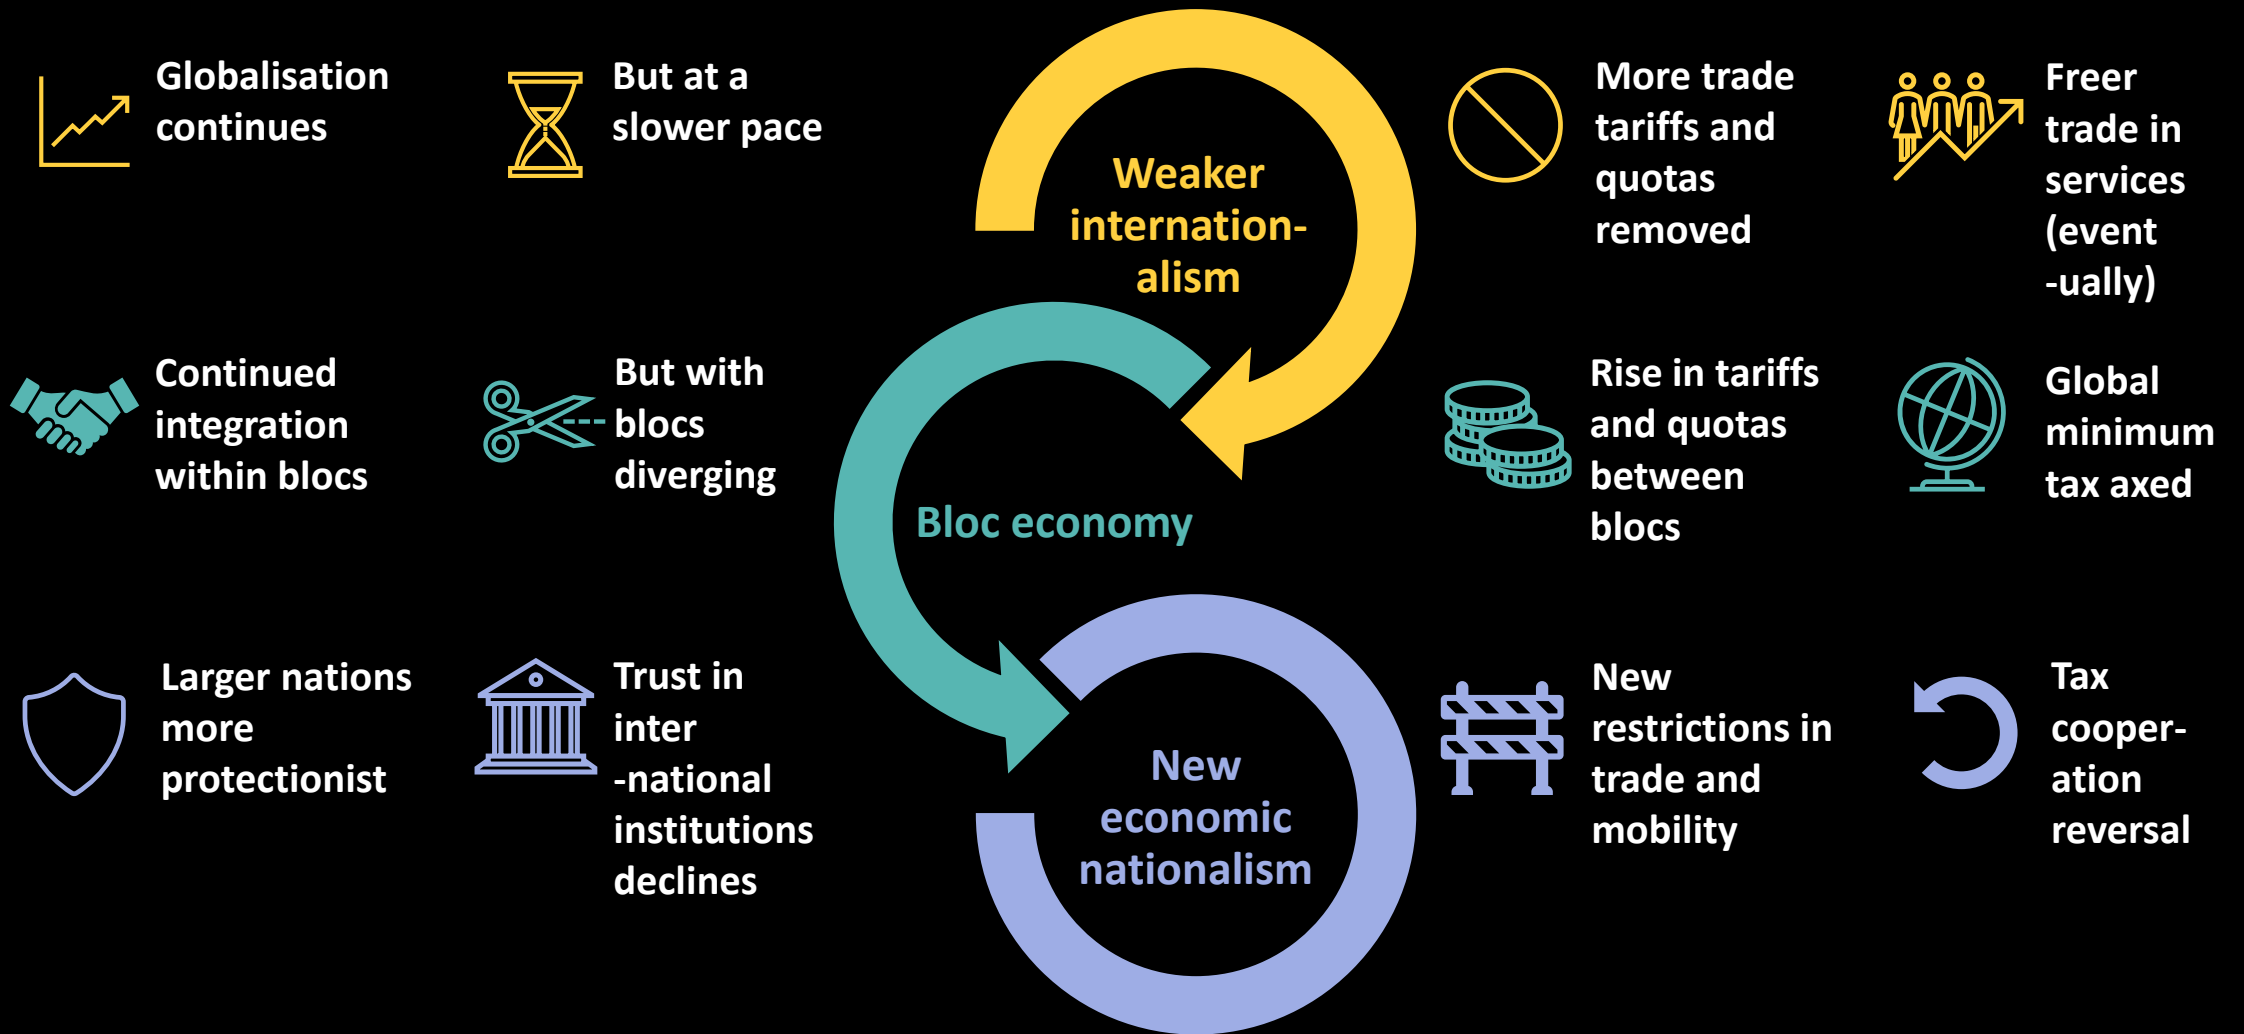 Globalisation
continues
But at a
slower pace
Weaker
internation-
alism
More trade
tariffs and
quotas
removed
Freer
trade in
services
(event
-ually)
Continued
integration
within blocs
But with
blocs
diverging
Bloc economy
Rise in tariffs
and quotas
between
blocs
Global
minimum
tax axed
Larger nations
more
protectionist
Trust in
inter
-national
institutions
declines
New
economic
nationalism
New
restrictions in
trade and
mobility
Tax
cooper-
ation
reversal